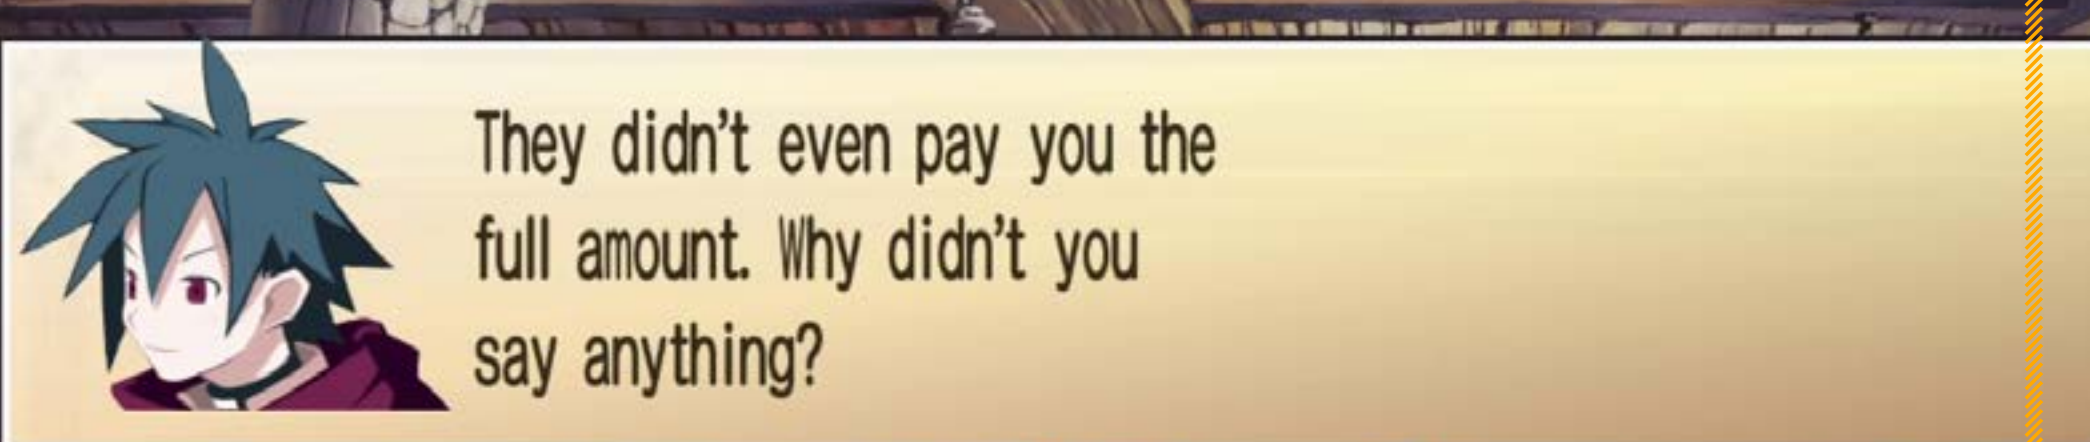 They didn't even pay you the
full amount. Why didn't you
say anything?